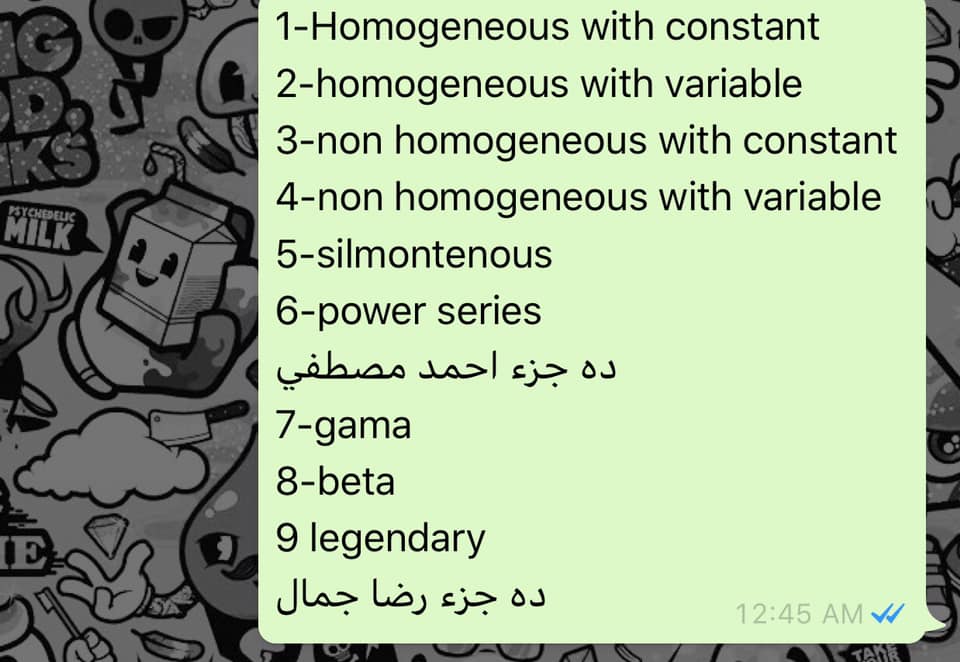 1-Homogeneous with constant
2-homogeneous with variable
3-non homogeneous with constant
4-non homogeneous with variable
5-silmontenous
6-power series
ده جزء احمد مصطفي
7-gama
8-beta
9 legendary
ده جزء رضا جمال
12:45 AM
PSYCHEDELIC
MILK